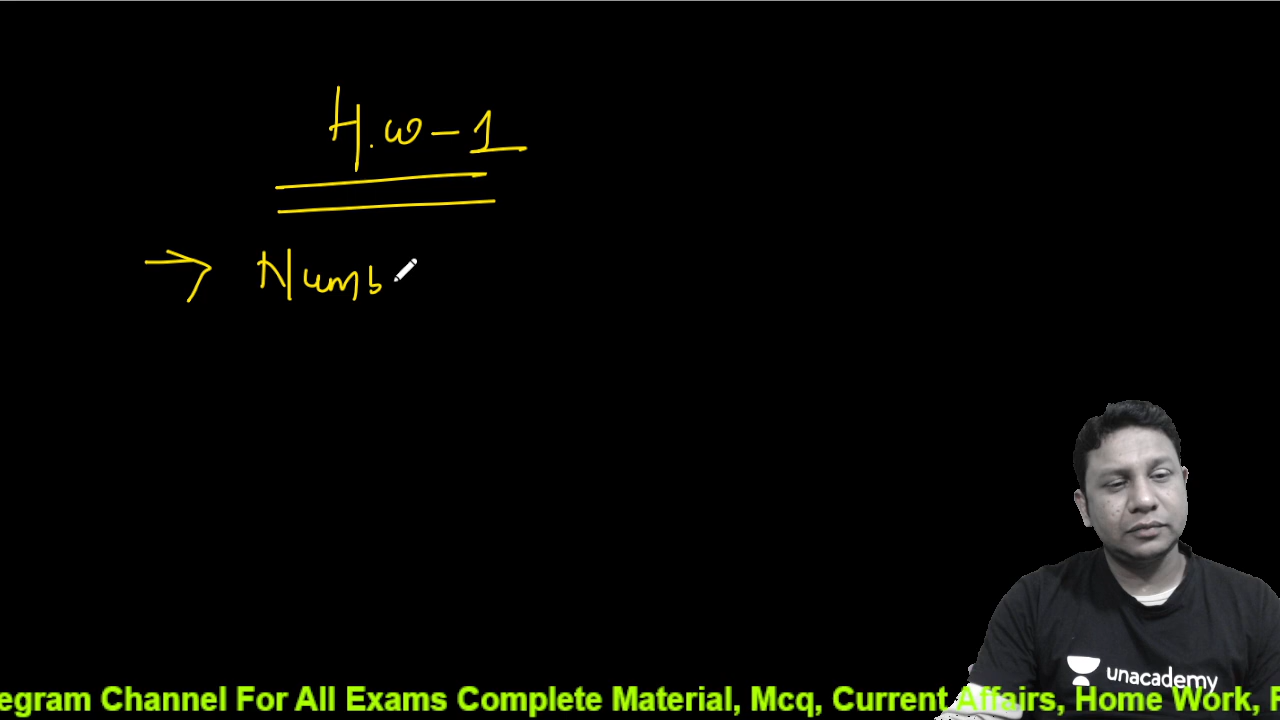 H.w-1
→ Numb
unacademy
egram Channel For All Exams Complete Material, Mcq, Current Affairs, Home Work,